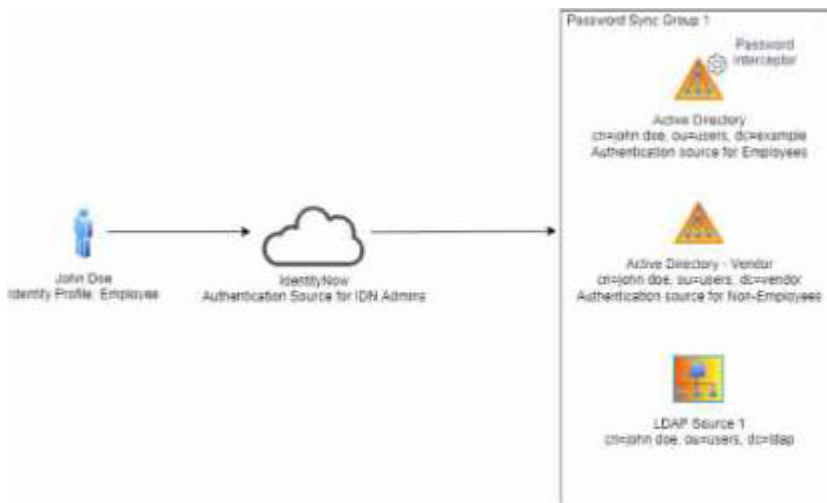 Password Sync Group 1
Password
Interceptor
Active Directory
cn=john doe, ou=users, dc=example
Authentication source for Employees
John Doe
Identity Profile: Employee
IdentityNow
Authentication Source for IDN Admins
Active Directory - Vendor
cn=john doe, ou=users, dc=vendor
Authentication source for Non-Employees
LDAP Source 1
cn=john doe, ou=users, dc=ldap